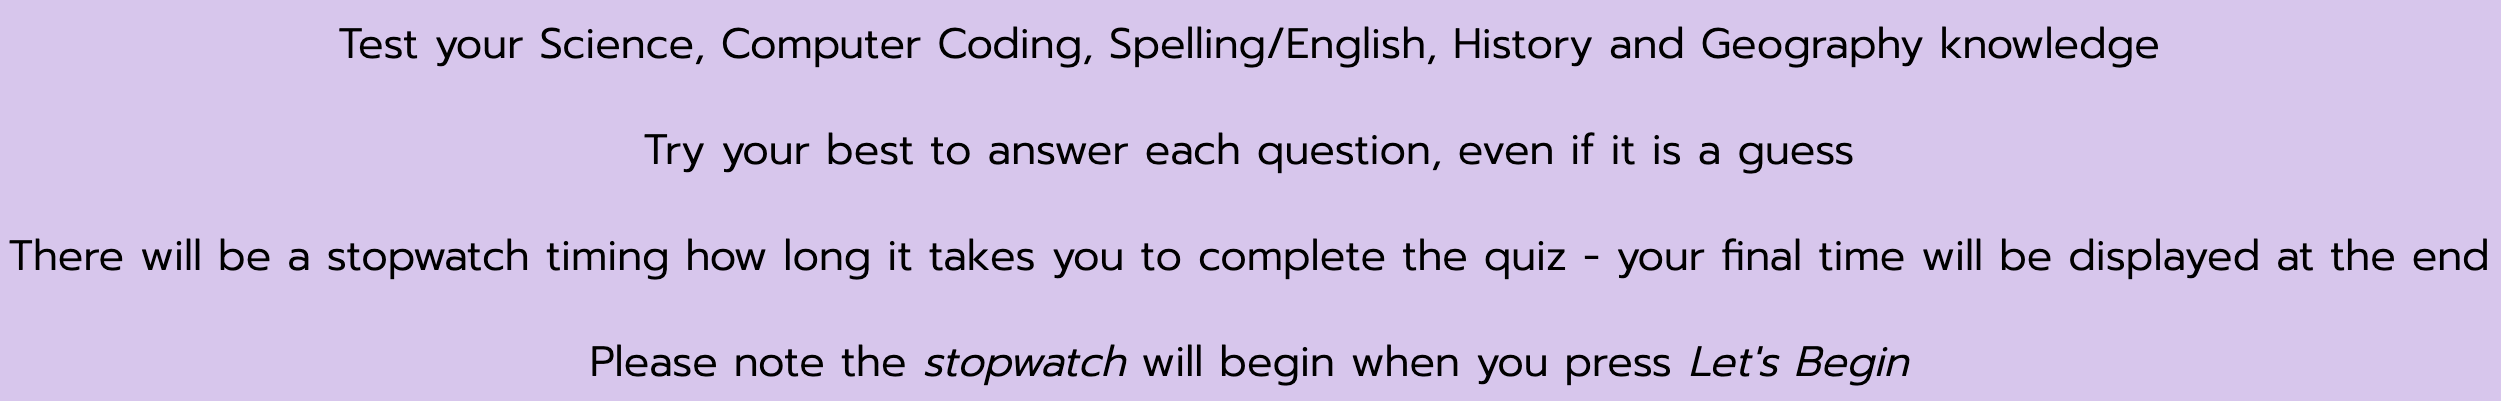 Test your Science, Computer Coding, Spelling/English, History and Geography knowledge
Try your best to answer each question, even if it is a guess
There will be a stopwatch timing how long it takes you to complete the quiz - your final time will be displayed at the end
Please note the stopwatch will begin when you press Let's Begin